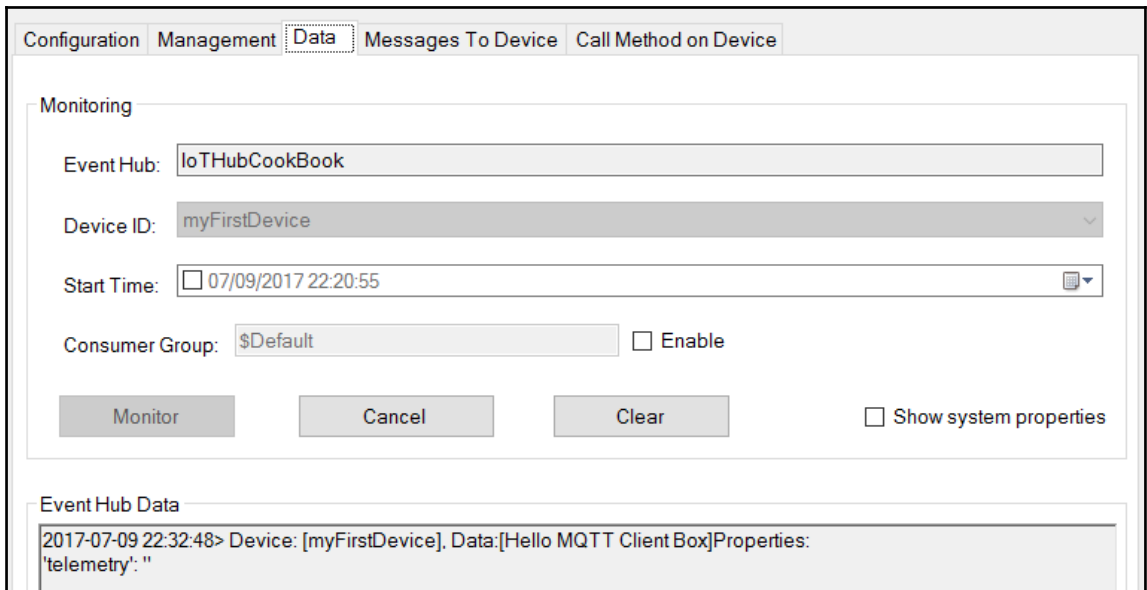 Configuration Management Data Messages To Device Call Method on Device
Monitoring
Event Hub: IoTHubCookBook
Device ID: myFirstDevice
Start Time: 07/09/2017 22:20:55
Consumer Group: $Default Enable
Monitor Cancel Clear Show system properties
Event Hub Data
2017-07-09 22:32:48> Device: [myFirstDevice], Data:[Hello MQTT Client Box]Properties:
'telemetry': ''